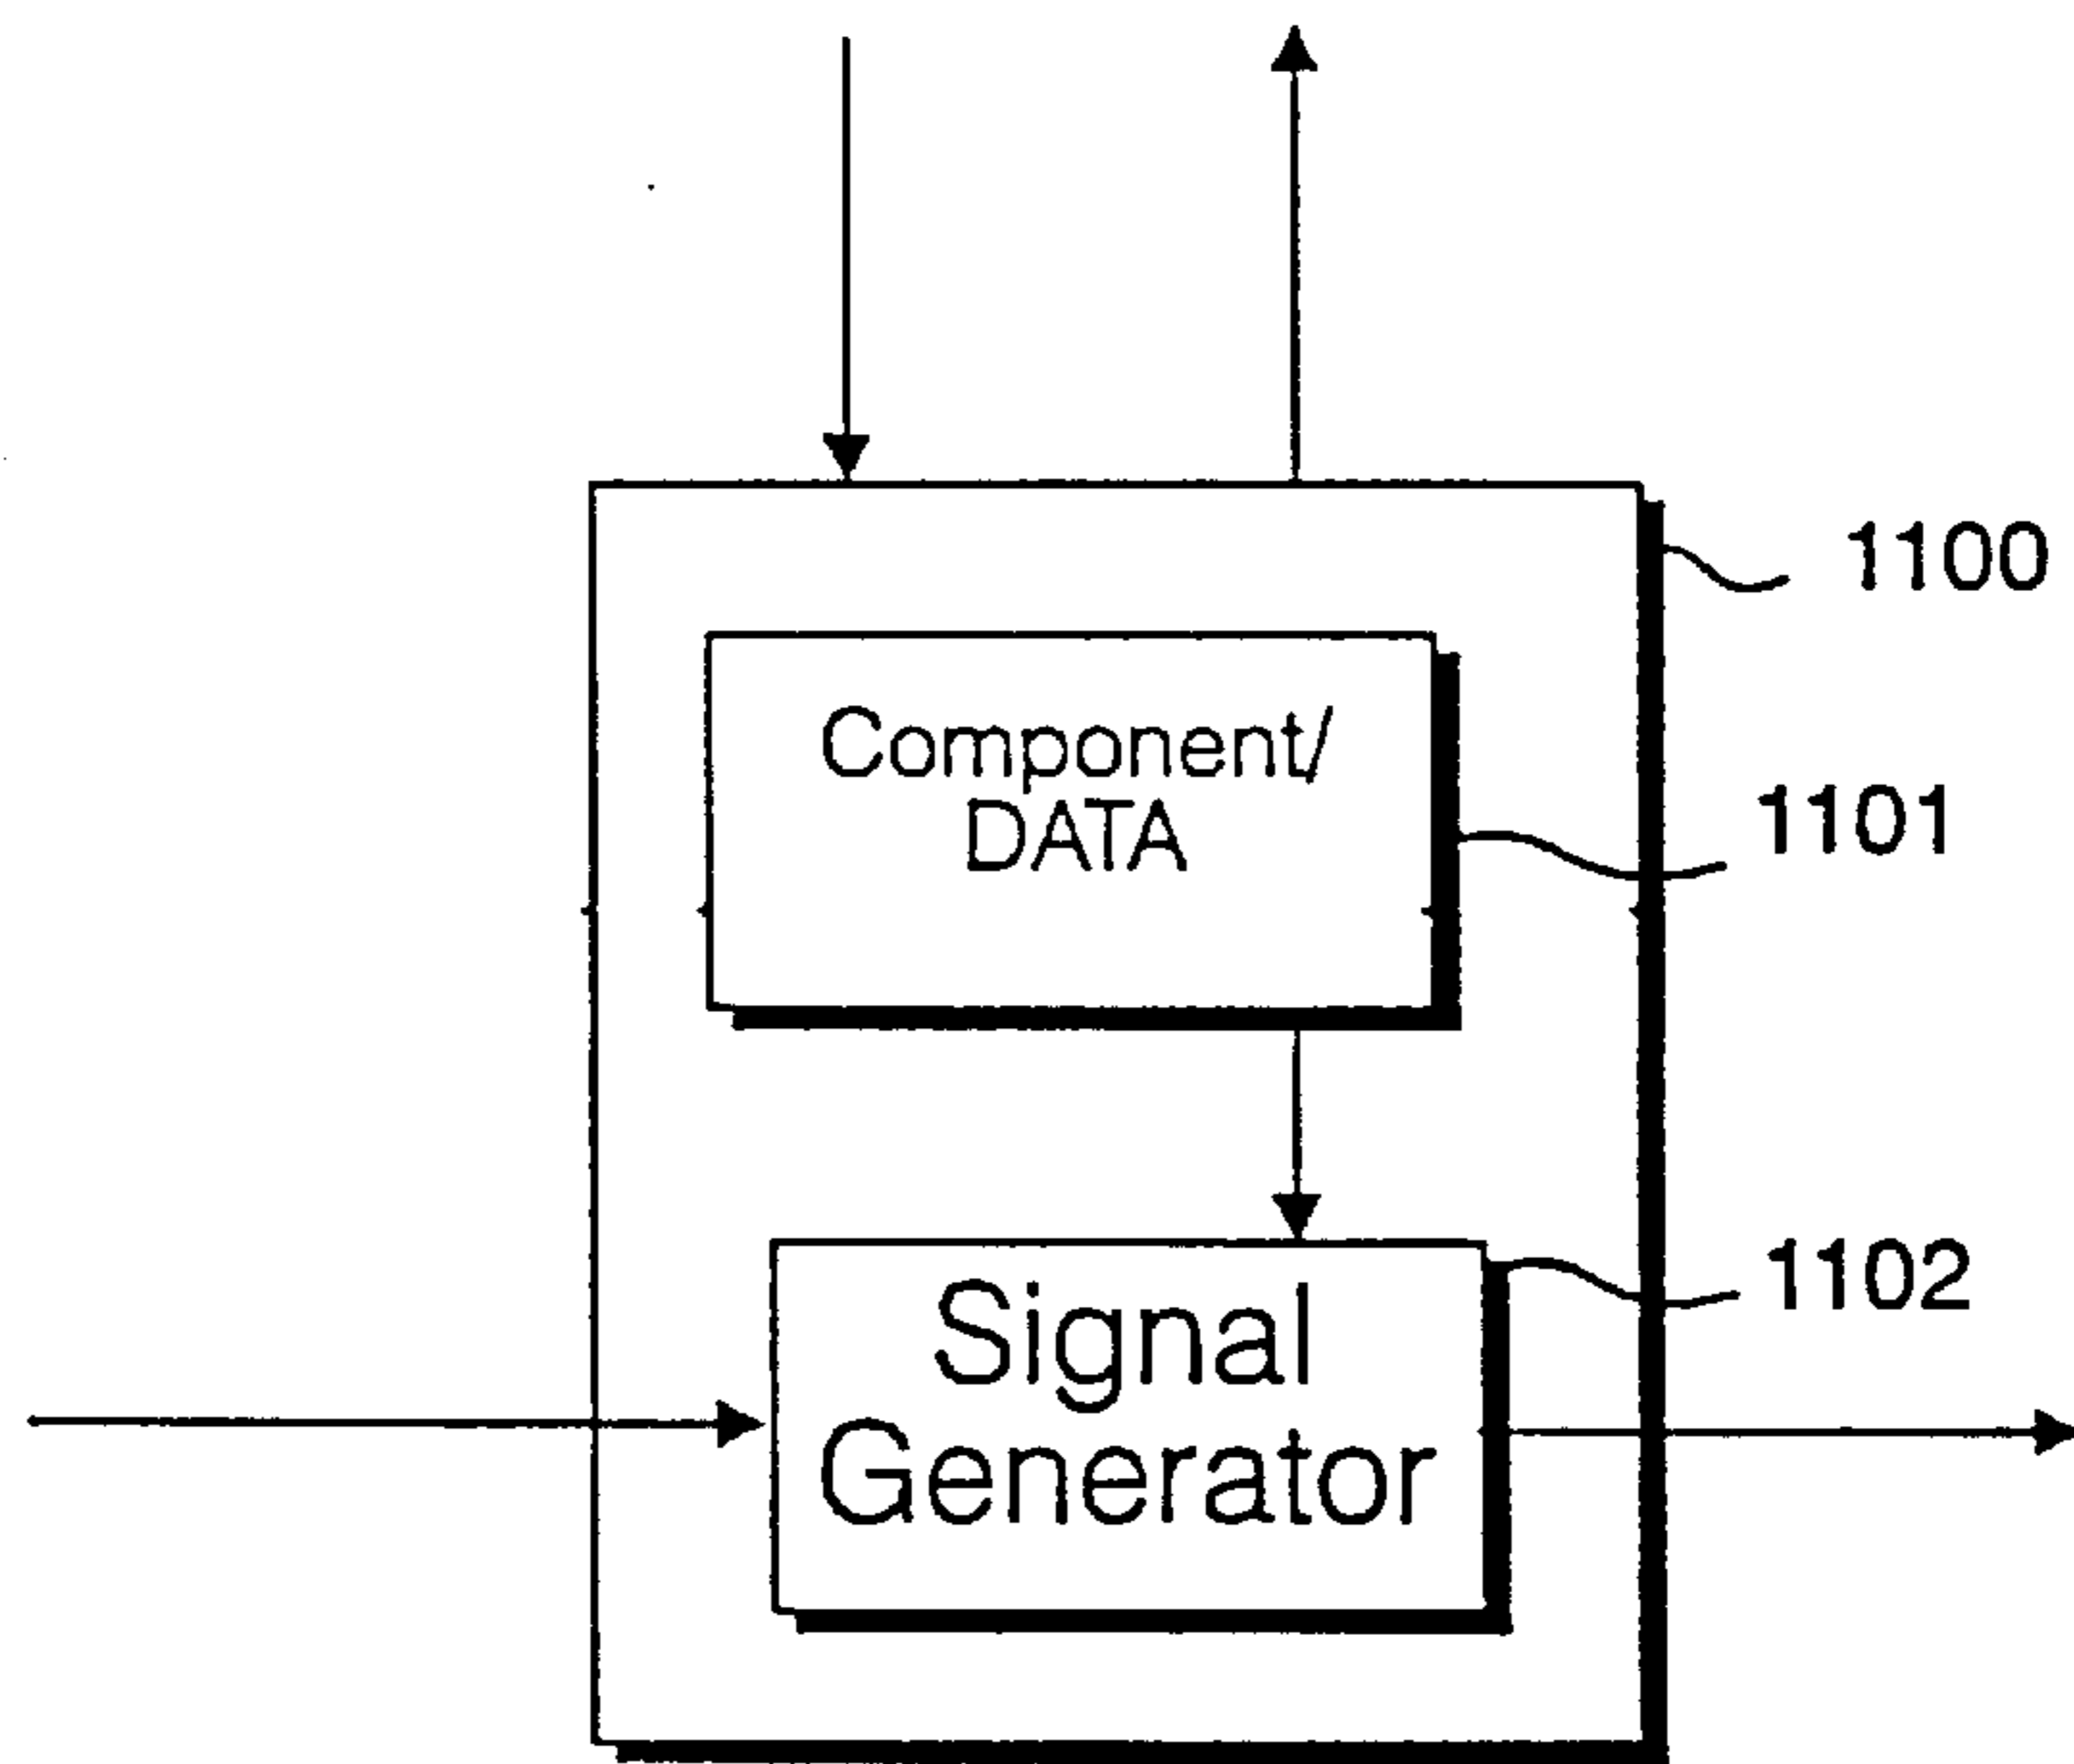 1100
Component/
DATA
1101
1102
Signal
Generator